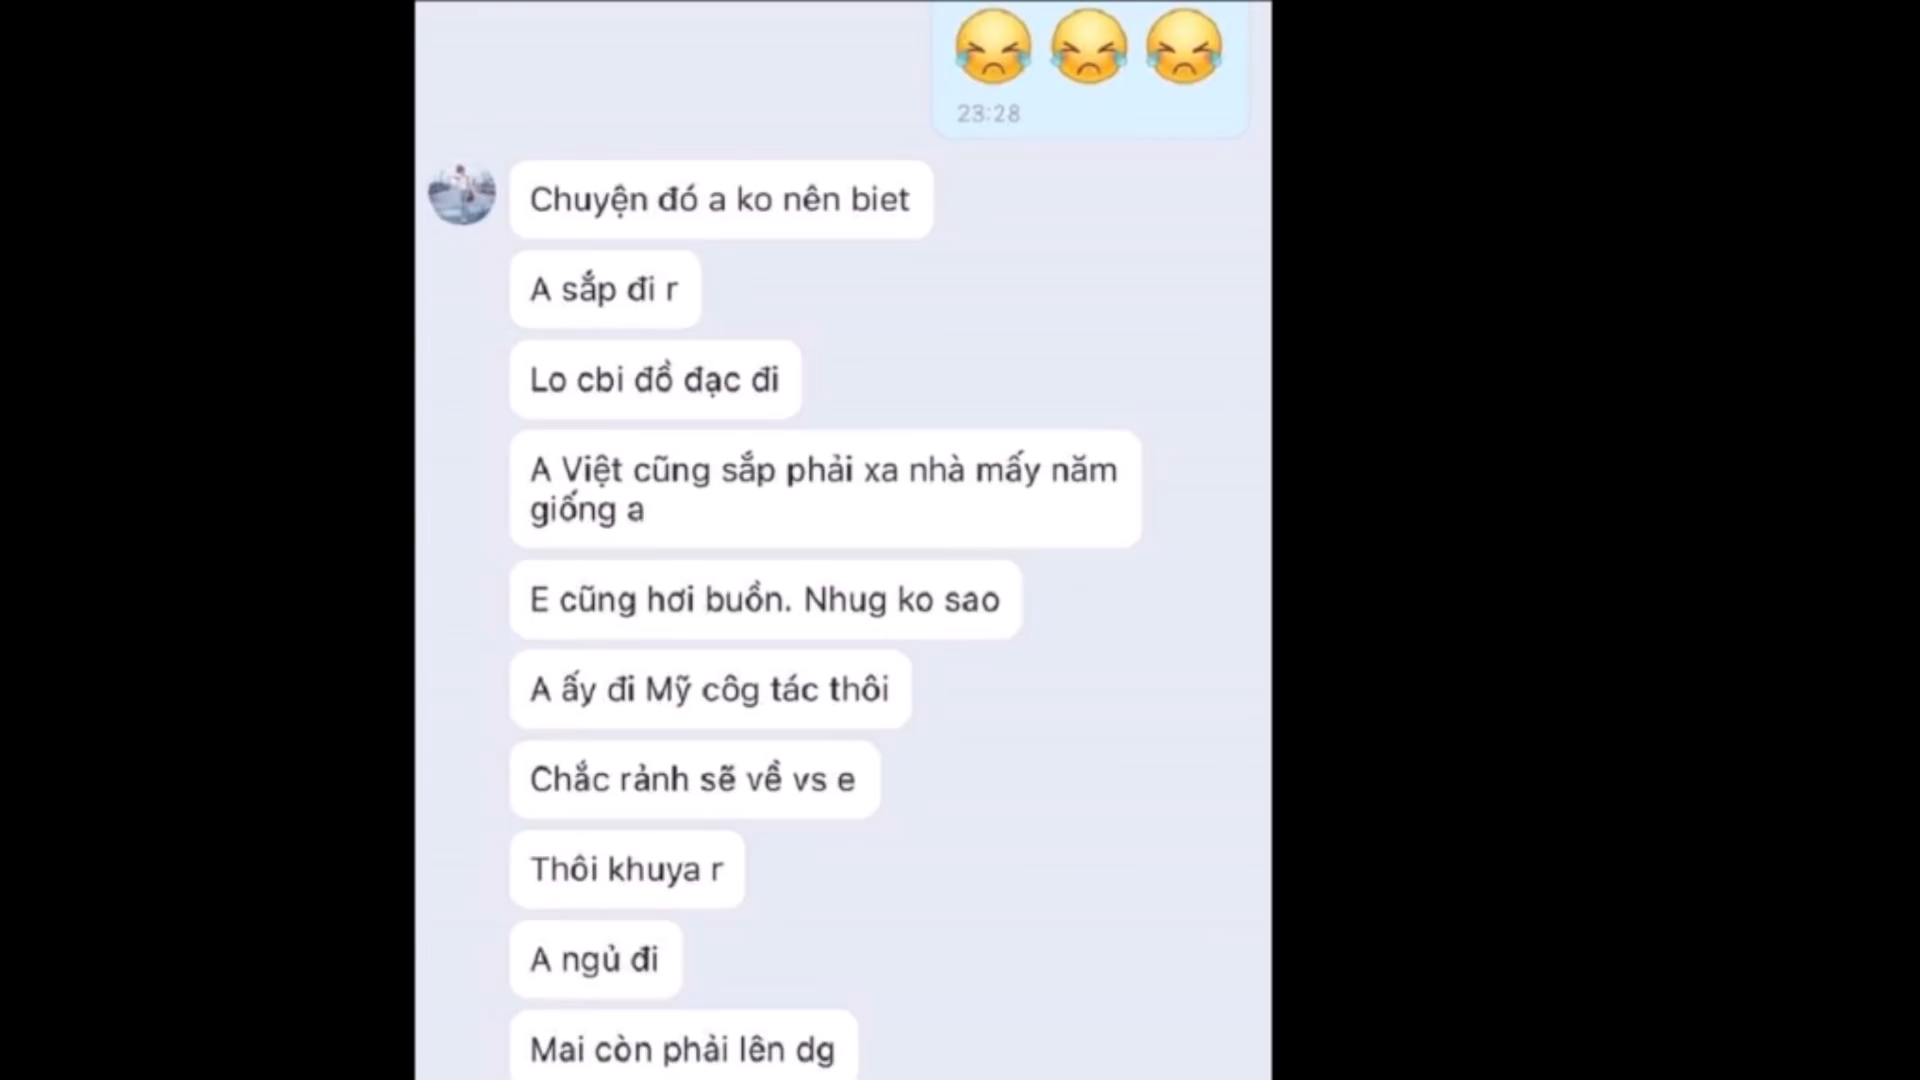 23:28
Chuyện đó a ko nên biet
A sắp đi r
Lo cbi đồ đạc đi
A Việt cũng sắp phải xa nhà mấy năm
giống a
E cũng hơi buồn. Nhug ko sao
A ấy đi Mỹ côg tác thôi
Chắc rảnh sẽ về vs e
Thôi khuya r
A ngủ đi
Mai còn phải lên dg